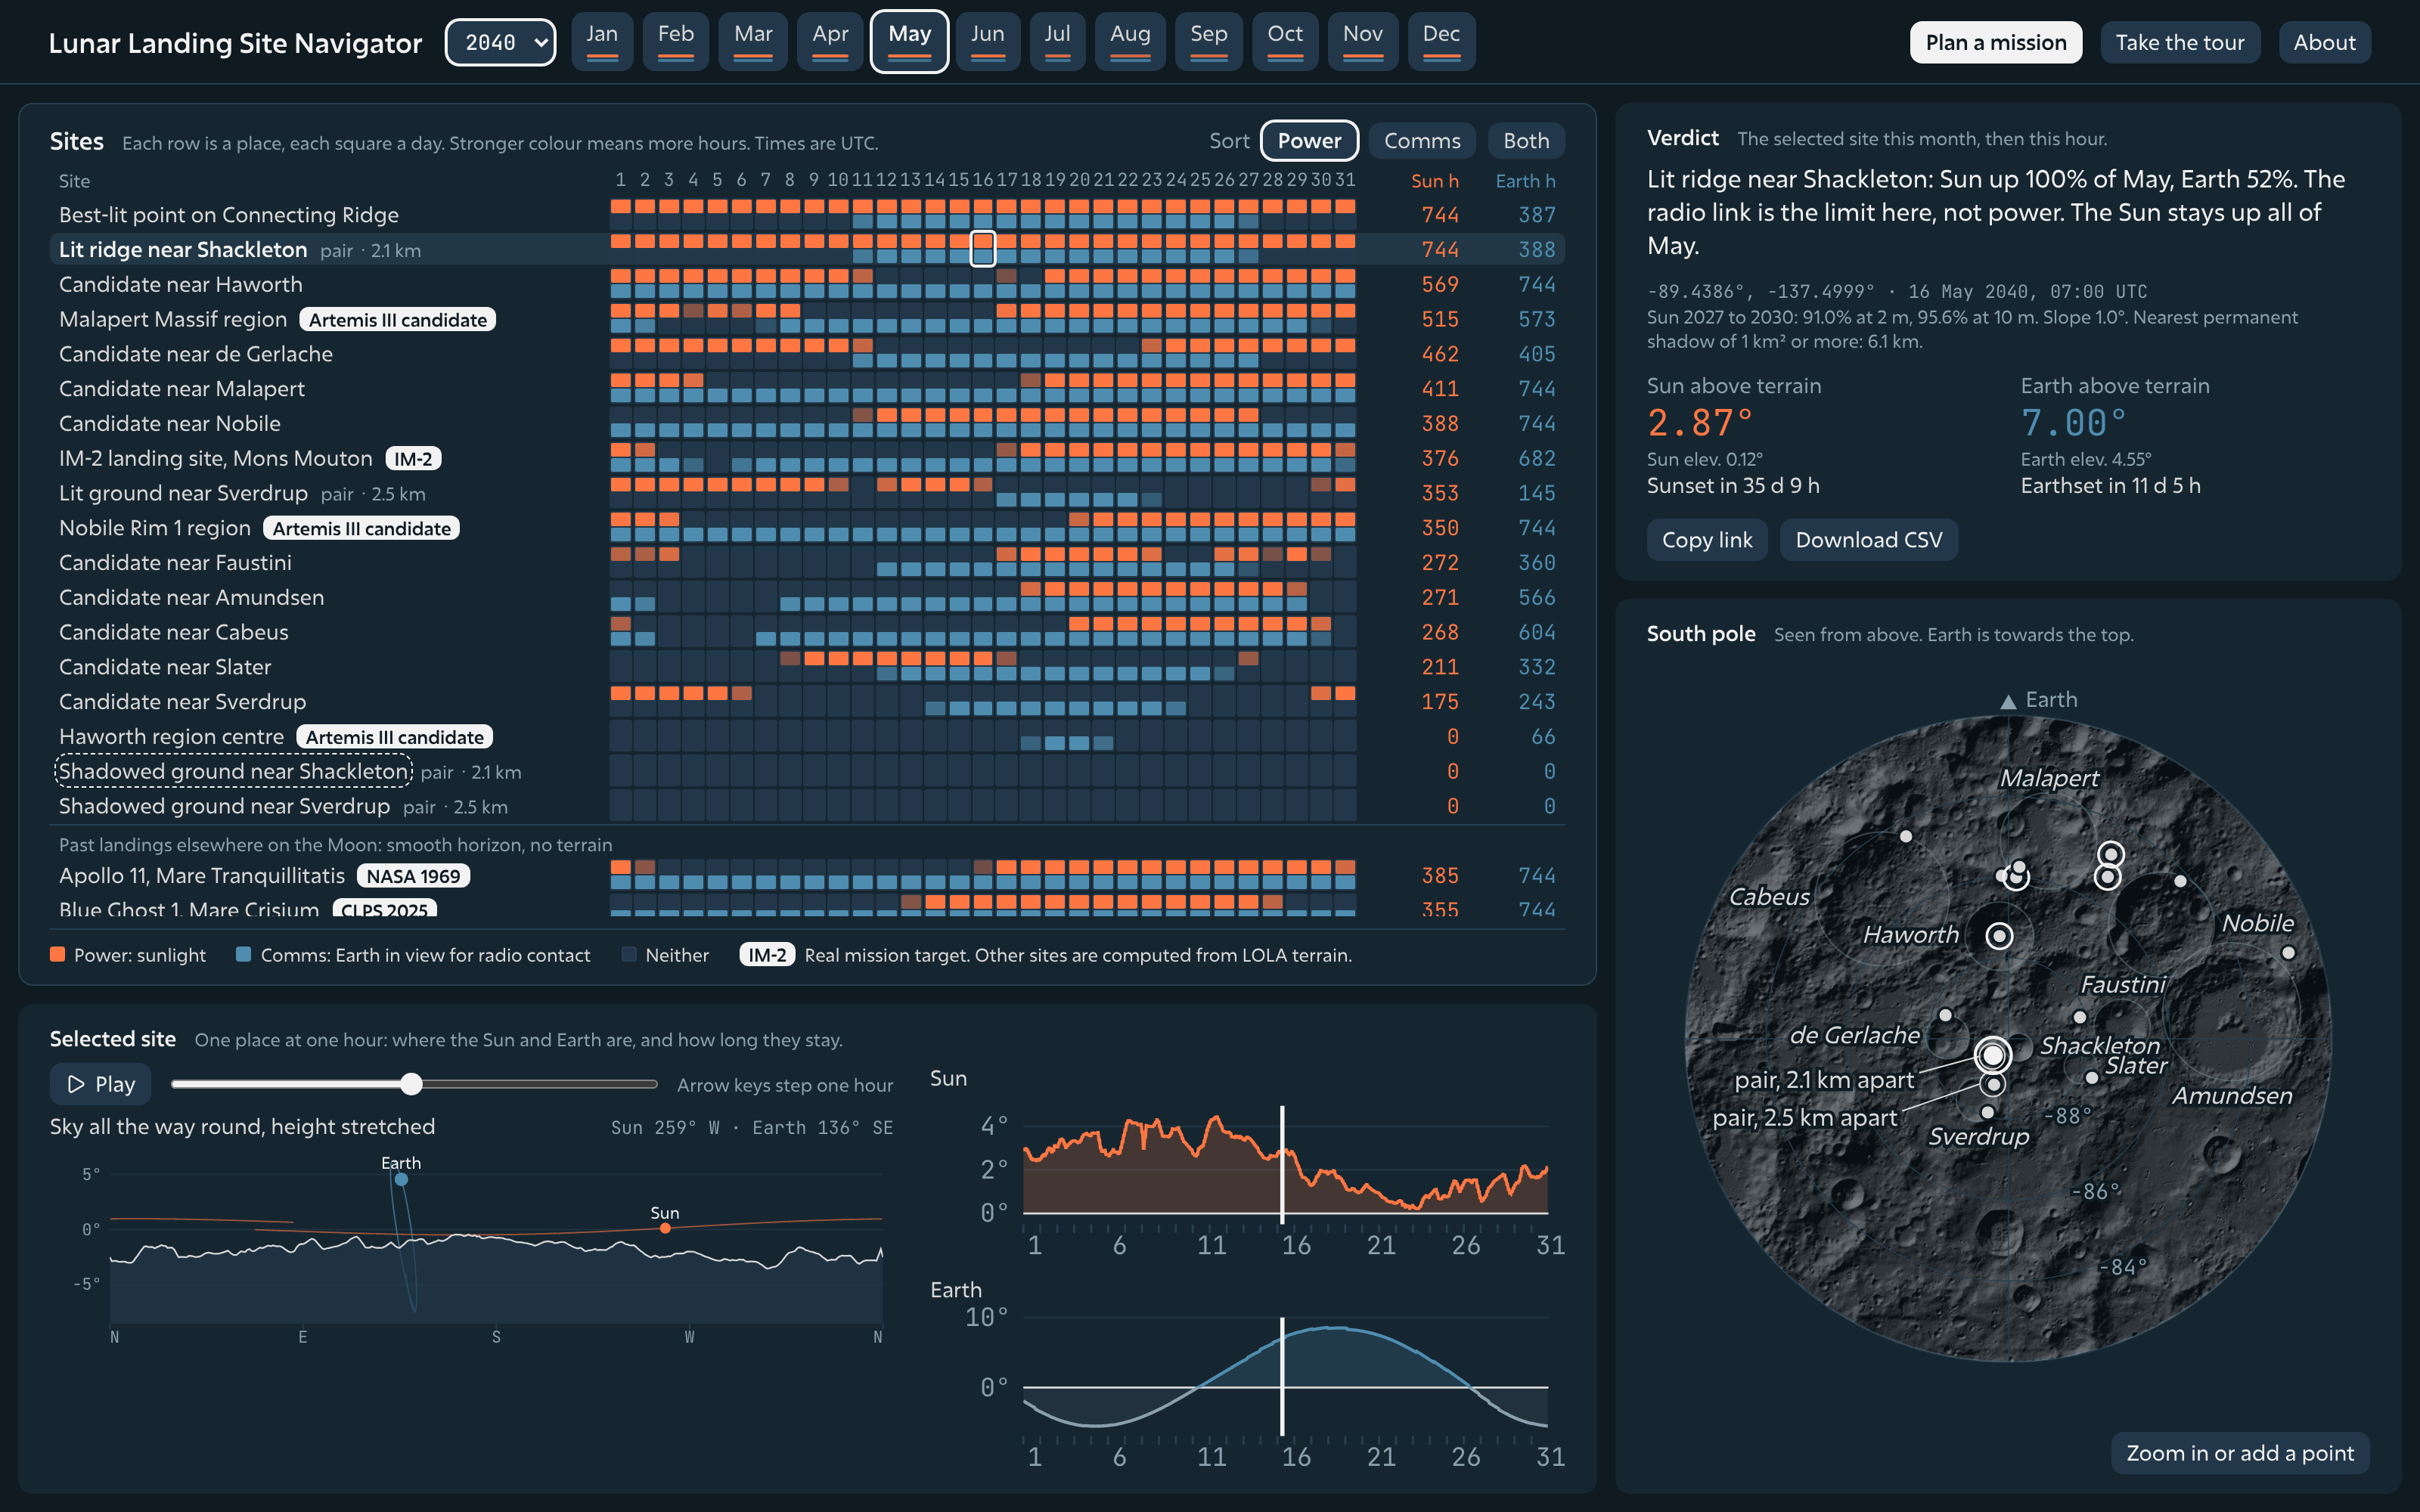 Lunar Landing Site Navigator 2040 Jan Feb Mar Apr May Jun Jul Aug Sep Oct Nov Dec Plan a mission Take the tour About
Sites Each row is a place, each square a day. Stronger colour means more hours. Times are UTC. Sort Power Comms Both
Site 1 2 3 4 5 6 7 8 9 10 11 12 13 14 15 16 17 18 19 20 21 22 23 24 25 26 27 28 29 30 31 Sun h Earth h
Best-lit point on Connecting Ridge 744 387
Lit ridge near Shackleton pair · 2.1 km 744 388
Candidate near Haworth 569 744
Malapert Massif region Artemis III candidate 515 573
Candidate near de Gerlache 462 405
Candidate near Malapert 411 744
Candidate near Nobile 388 744
IM-2 landing site, Mons Mouton IM-2 376 682
Lit ground near Sverdrup pair · 2.5 km 353 145
Nobile Rim 1 region Artemis III candidate 350 744
Candidate near Faustini 272 360
Candidate near Amundsen 271 566
Candidate near Cabeus 268 604
Candidate near Slater 211 332
Candidate near Sverdrup 175 243
Haworth region centre Artemis III candidate 0 66
Shadowed ground near Shackleton pair · 2.1 km 0 0
Shadowed ground near Sverdrup pair · 2.5 km 0 0
Past landings elsewhere on the Moon: smooth horizon, no terrain
Apollo 11, Mare Tranquillitatis NASA 1969 385 744
Blue Ghost 1, Mare Crisium CLPS 2025 355 744
Power: sunlight Comms: Earth in view for radio contact Neither IM-2 Real mission target. Other sites are computed from LOLA terrain.
Verdict The selected site this month, then this hour.
Lit ridge near Shackleton: Sun up 100% of May, Earth 52%. The
radio link is the limit here, not power. The Sun stays up all of
May.
-89.4386°, -137.4999° · 16 May 2040, 07:00 UTC
Sun 2027 to 2030: 91.0% at 2 m, 95.6% at 10 m. Slope 1.0°. Nearest permanent
shadow of 1 km² or more: 6.1 km.
Sun above terrain Earth above terrain
2.87° 7.00°
Sun elev. 0.12° Earth elev. 4.55°
Sunset in 35 d 9 h Earthset in 11 d 5 h
Copy link Download CSV
South pole Seen from above. Earth is towards the top.
▲ Earth
Malapert
Cabeus
Nobile
Haworth
Faustini
de Gerlache
Shackleton
Slater
pair, 2.1 km apart
Amundsen
pair, 2.5 km apart
-88°
Sverdrup
-86°
-84°
Zoom in or add a point
Selected site One place at one hour: where the Sun and Earth are, and how long they stay.
Play Arrow keys step one hour
Sky all the way round, height stretched Sun 259° W · Earth 136° SE
Earth
5°
Sun
0°
-5°
N E S W N
Sun
4°
2°
0°
1 6 11 16 21 26 31
Earth
10°
0°
1 6 11 16 21 26 31